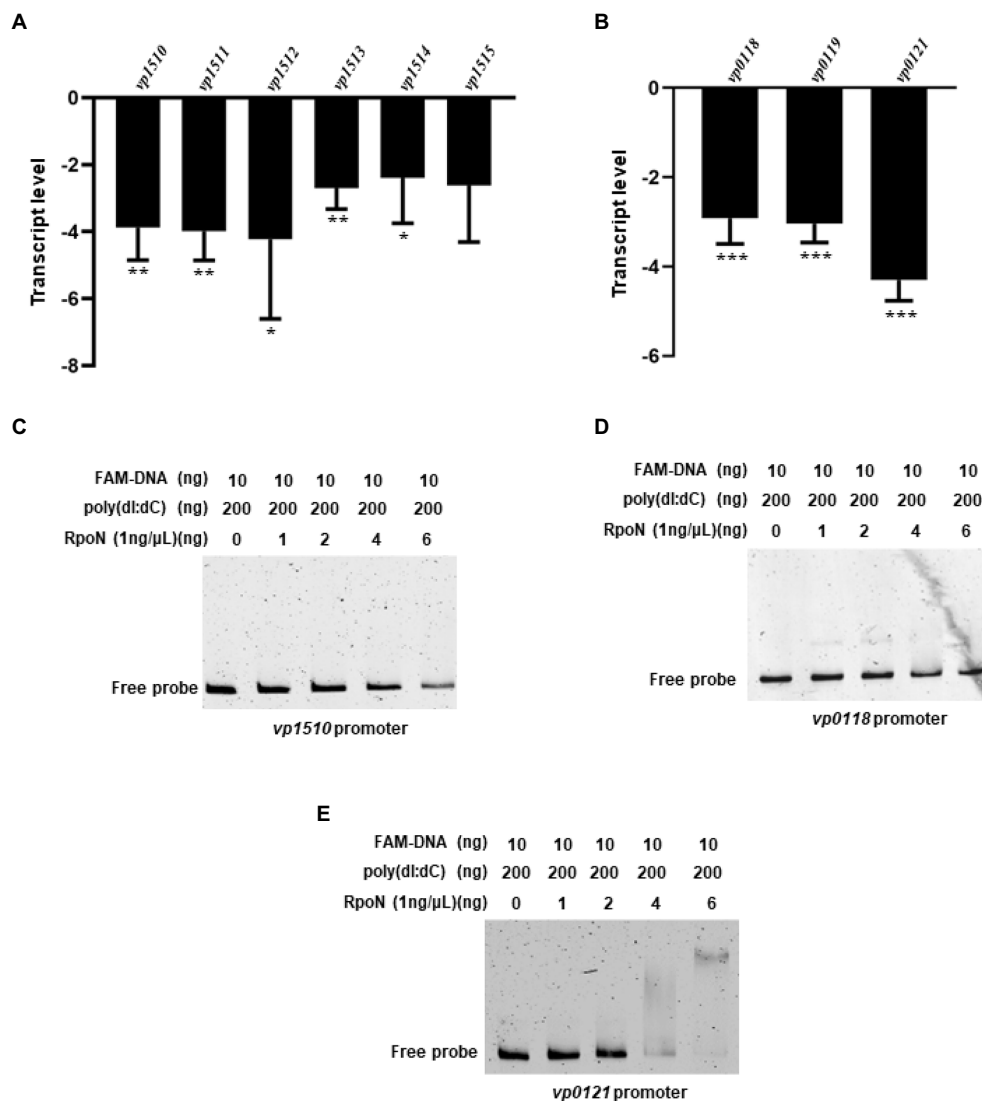 A
vp1510 vp1511 vp1512 vp1513 vp1514 vp1515
0
-2
-4
-6
-8
Transcript level
** ** * ** *
B
vp0118 vp0119 vp0121
0
-2
-4
-6
Transcript level
*** *** ***
C
FAM-DNA (ng) 10 10 10 10 10
poly(dI:dC) (ng) 200 200 200 200 200
RpoN (1ng/µL)(ng) 0 1 2 4 6
Free probe
vp1510 promoter
D
FAM-DNA (ng) 10 10 10 10 10
poly(dI:dC) (ng) 200 200 200 200 200
RpoN (1ng/µL)(ng) 0 1 2 4 6
Free probe
vp0118 promoter
E
FAM-DNA (ng) 10 10 10 10 10
poly(dI:dC) (ng) 200 200 200 200 200
RpoN (1ng/µL)(ng) 0 1 2 4 6
Free probe
vp0121 promoter